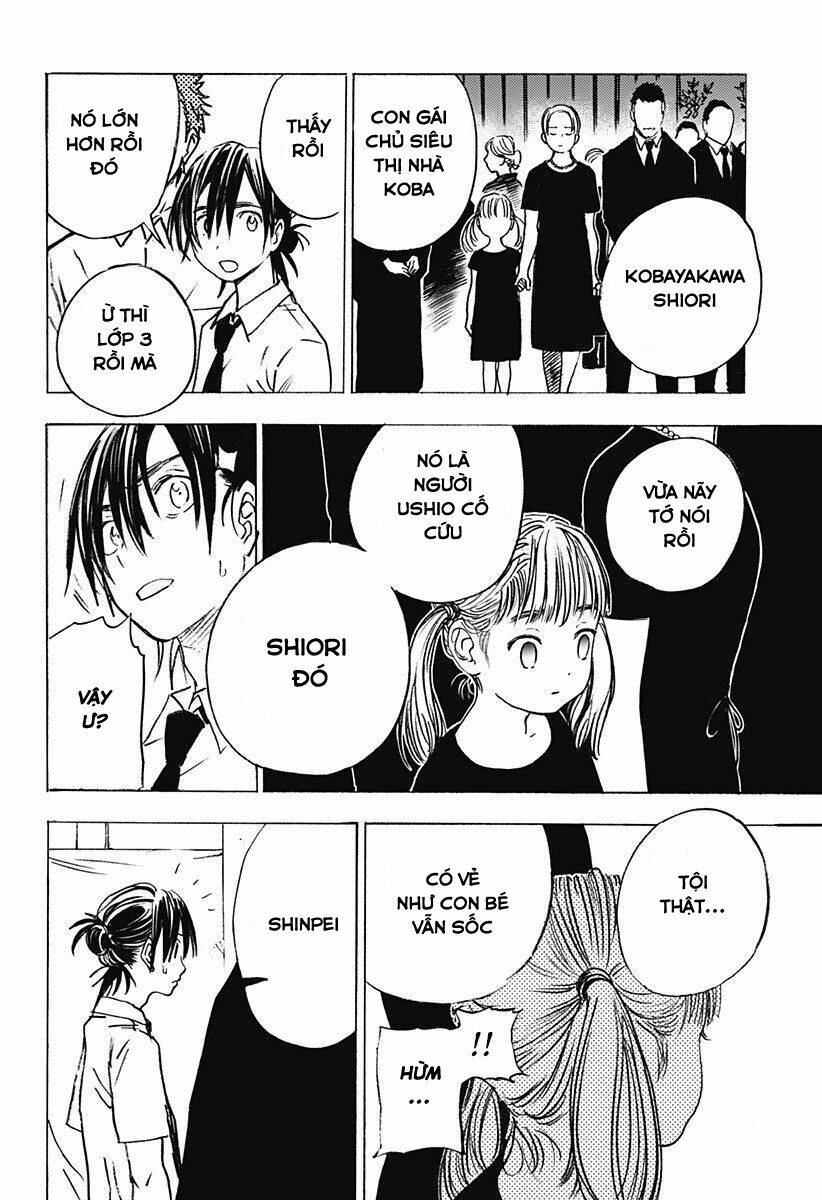 KOBAYAKAWA
SHIORI
CON GÁI
CHỦ SIÊU
THỊ NHÀ
KOBA
THẤY
RỒI
NÓ LỚN
HƠN RỒI
ĐÓ
Ừ THÌ
LỚP 3
RỒI MÀ
VỪA NÃY
TỚ NÓI
RỒI
NÓ LÀ
NGƯỜI
USHIO CỐ
CỨU
SHIORI
ĐÓ
VẬY
Ư?
TỘI
THẬT...
CÓ VẺ
NHƯ CON BÉ
VẪN SỐC
!!
HỪM
...
SHINPEI